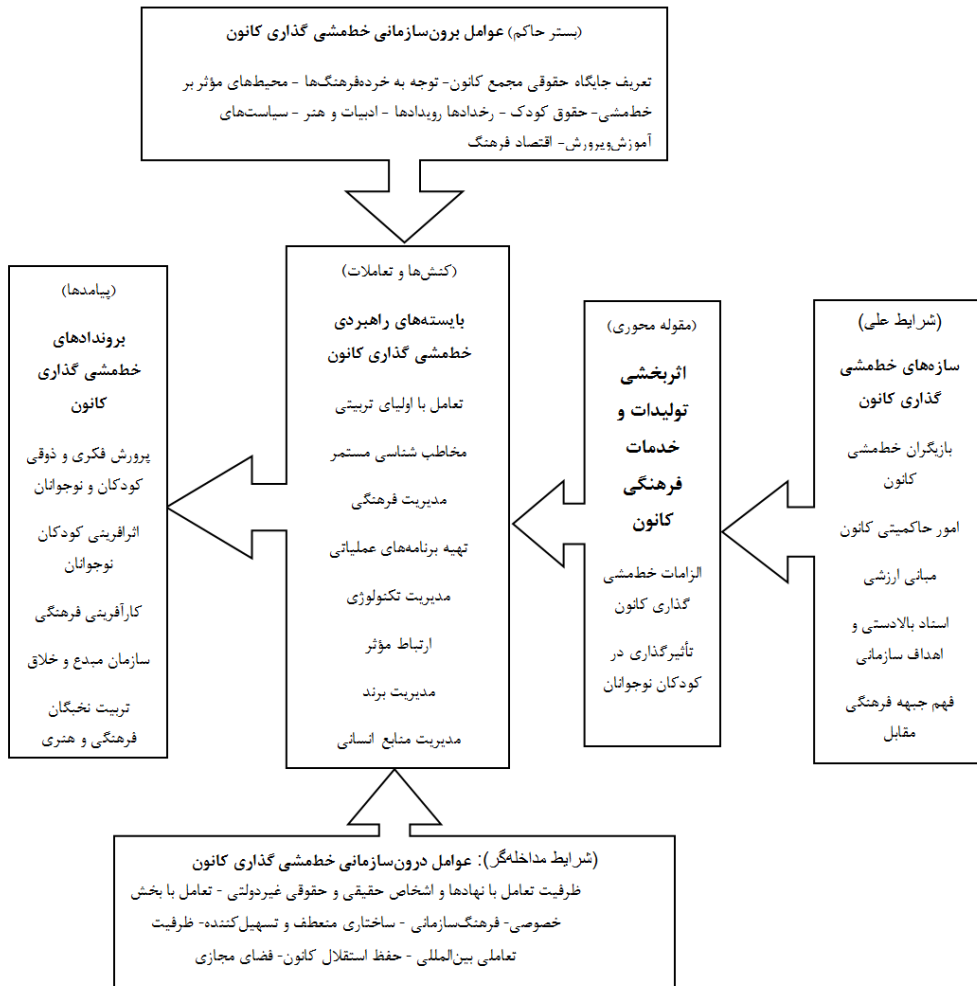 (بستر حاکم) عوامل برون‌سازمانی خط‌مشی گذاری کانون
تعریف جایگاه حقوقی مجمع کانون- توجه به خرده‌فرهنگ‌ها - محیط‌های مؤثر بر
خط‌مشی- حقوق کودک - رخدادها رویدادها - ادبیات و هنر - سیاست‌های
آموزش‌وپرورش- اقتصاد فرهنگ
(شرایط علی)
سازه‌های خط‌مشی
گذاری کانون
بازیگران خط‌مشی
کانون
امور حاکمیتی کانون
مبانی ارزشی
اسناد بالادستی و
اهداف سازمانی
فهم جبهه فرهنگی
مقابل
(مقوله محوری)
اثربخشی
تولیدات و
خدمات
فرهنگی
کانون
الزامات خط‌مشی
گذاری کانون
تأثیرگذاری در
کودکان نوجوانان
(کنش‌ها و تعاملات)
بایسته‌های راهبردی
خط‌مشی گذاری کانون
تعامل با اولیای تربیتی
مخاطب شناسی مستمر
مدیریت فرهنگی
تهیه برنامه‌های عملیاتی
مدیریت تکنولوژی
ارتباط مؤثر
مدیریت برند
مدیریت منابع انسانی
(پیامدها)
بروندادهای
خط‌مشی گذاری
کانون
پرورش فکری و ذوقی
کودکان و نوجوانان
اثرافرینی کودکان
نوجوانان
کارآفرینی فرهنگی
سازمان مبدع و خلاق
تربیت نخبگان
فرهنگی و هنری
(شرایط مداخله‌گر): عوامل درون‌سازمانی خط‌مشی گذاری کانون
ظرفیت تعامل با نهادها و اشخاص حقیقی و حقوقی غیردولتی - تعامل با بخش
خصوصی- فرهنگ‌سازمانی - ساختاری منعطف و تسهیل‌کننده- ظرفیت
تعاملی بین‌المللی - حفظ استقلال کانون- فضای مجازی